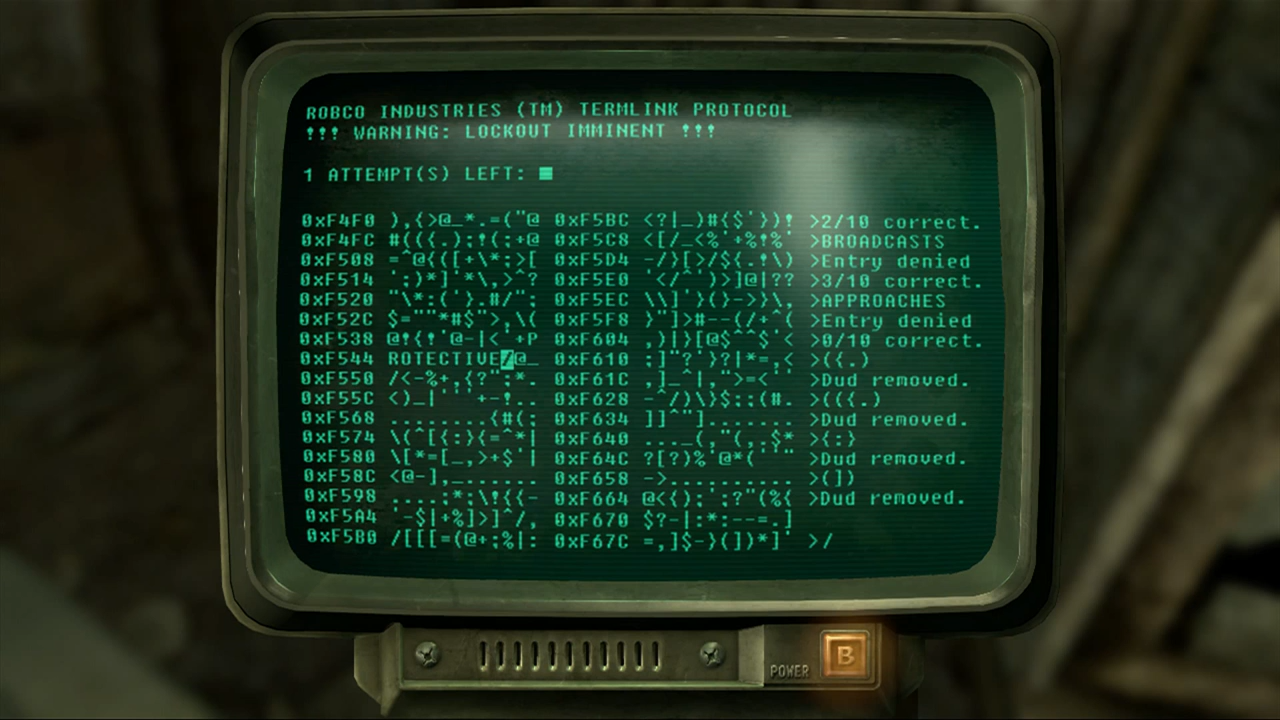 ROBCO INDUSTRIES (TM) TERMLINK PROTOCOL
!!! WARNING: LOCKOUT IMMINENT !!!
1 ATTEMPT(S) LEFT:
0xF4F0 ),{>@_*.=("@ 0xF5BC <?|_)#{$'})! >2/10 correct.
0xF4FC #(({.);!(;+@ 0xF5C8 <[/_<%'+%!%' >BROADCASTS
0xF508 =^@{([+\*;>[ 0xF5D4 -/}[>/${.!\) >Entry denied
0xF514 ';)*]'*\,>^? 0xF5E0 '</^')>]@|?? >3/10 correct.
0xF520 "\*:('}.#/"; 0xF5EC \\]'}(}->}\, >APPROACHES
0xF52C $=""*#$">,\( 0xF5F8 }"]>#--(/+^( >Entry denied
0xF538 @!{!'@-|<_+P 0xF604 ,)|}[@$^^$'< >0/10 correct.
0xF544 ROTECTIVE/@_ 0xF610 :]"?'}?|*=,< >({.)
0xF550 /<-%+,{?";*. 0xF61C ,]_^|,">=<'' >Dud removed.
0xF55C <)_|'''+-!.. 0xF628 -^/)\}$:;(#. >(({.)
0xF568 ........{#(: 0xF634 ]]^"]....... >Dud removed.
0xF574 \(^[{:}{=^*| 0xF640 ..._(,"(,.$* >{:}
0xF580 \[*=[_,>+$'| 0xF64C ?[?)%'@*(''" >Dud removed.
0xF58C <@-],_...... 0xF658 ->.......... >(])
0xF598 ....:*;\!{{- 0xF664 @<{);';?"(%{ >Dud removed.
0xF5A4 '-$|+%]>]^/, 0xF670 $?-|:*:--=.]
0xF5B0 /[[[=(@+;%|: 0xF67C =,]$-}(])*]' >/
POWER B